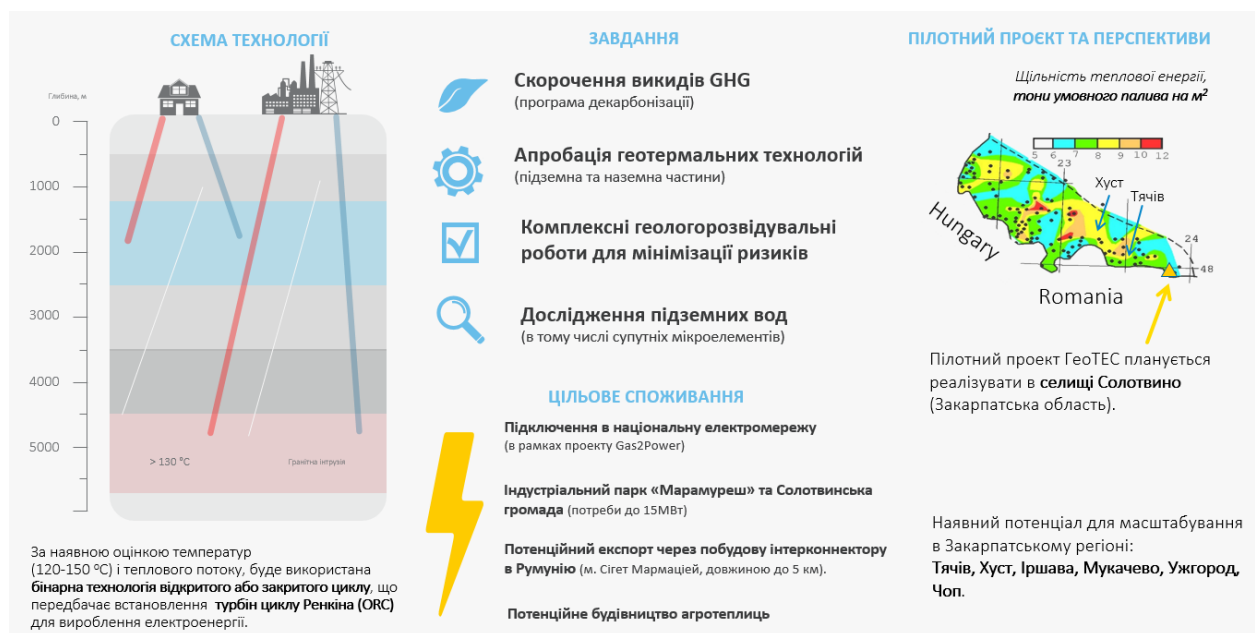 СХЕМА ТЕХНОЛОГІЇ
Глибина, м
0
1000
2000
3000
4000
5000
> 130 °C
Гранітна інтрузія
За наявною оцінкою температур
(120-150 °C) і теплового потоку, буде використана
бінарна технологія відкритого або закритого циклу, що
передбачає встановлення турбін циклу Ренкіна (ORC)
для вироблення електроенергії.
ЗАВДАННЯ
Скорочення викидів GHG
(програма декарбонізації)
Апробація геотермальних технологій
(підземна та наземна частини)
Комплексні геологорозвідувальні
роботи для мінімізації ризиків
Дослідження підземних вод
(в тому числі супутніх мікроелементів)
ЦІЛЬОВЕ СПОЖИВАННЯ
Підключення в національну електромережу
(в рамках проекту Gas2Power)
Індустріальний парк «Марамуреш» та Солотвинська
громада (потреби до 15МВт)
Потенційний експорт через побудову інтерконнектору
в Румунію (м. Сігет Мармацієй, довжиною до 5 км).
Потенційне будівництво агротеплиць
ПІЛОТНИЙ ПРОЄКТ ТА ПЕРСПЕКТИВИ
Щільність теплової енергії,
тони умовного палива на м²
5 6 7 8 9 10 12
23
Хуст
Тячів
Hungary
24
48
Romania
Пілотний проект ГеоТЕС планується
реалізувати в селищі Солотвино
(Закарпатська область).
Наявний потенціал для масштабування
в Закарпатському регіоні:
Тячів, Хуст, Іршава, Мукачево, Ужгород,
Чоп.